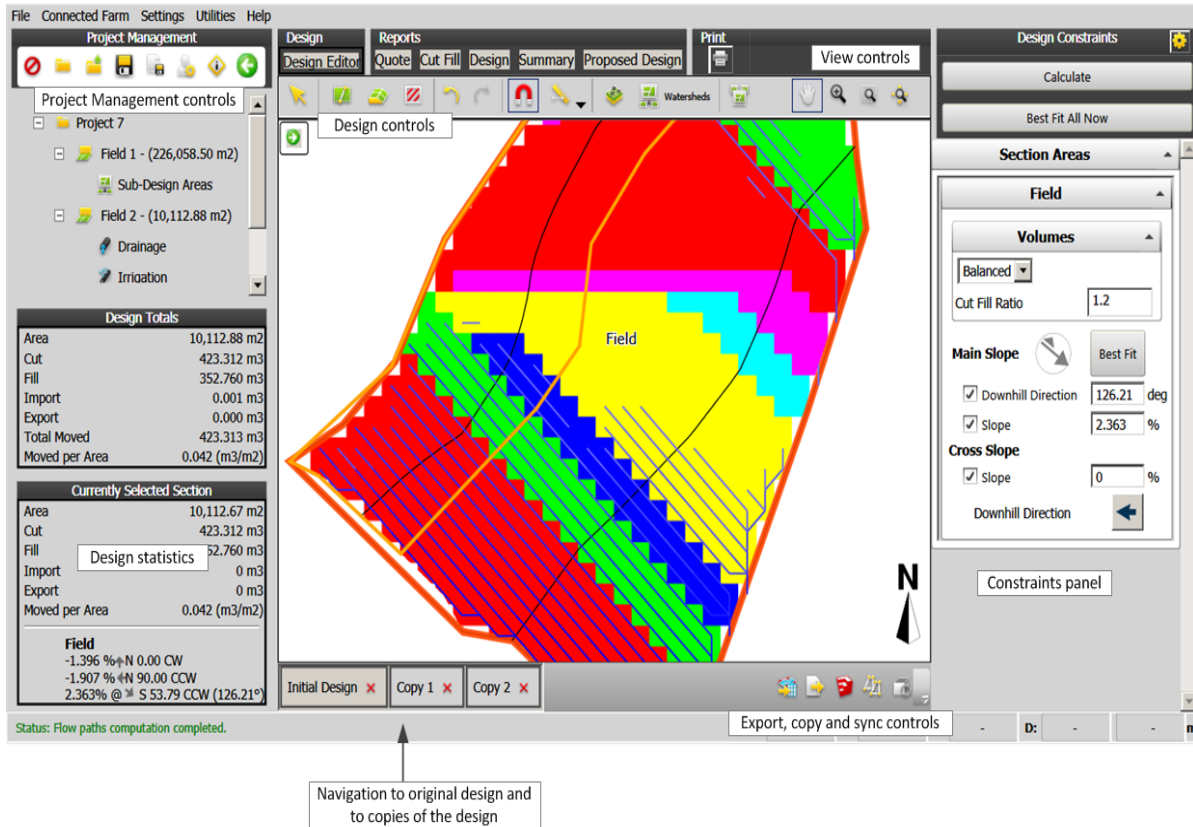 File Connected Farm Settings Utilities Help
Project Management
Project Management controls
Project 7
Field 1 - (226,058.50 m2)
Sub-Design Areas
Field 2 - (10,112.88 m2)
Drainage
Irrigation
Design Totals
Area 10,112.88 m2
Cut 423.312 m3
Fill 352.760 m3
Import 0.001 m3
Export 0.000 m3
Total Moved 423.313 m3
Moved per Area 0.042 (m3/m2)
Currently Selected Section
Area 10,112.67 m2
Cut 423.312 m3
Fill 52.760 m3
Design statistics
Import 0 m3
Export 0 m3
Moved per Area 0.042 (m3/m2)
Field
-1.396 % N 0.00 CW
-1.907 % N 90.00 CCW
2.363% @ S 53.79 CCW (126.21°)
Status: Flow paths computation completed.
Design Reports Print
Design Editor Quote Cut Fill Design Summary Proposed Design
View controls
Watersheds
Design controls
Field
N
Initial Design Copy 1 Copy 2
Export, copy and sync controls
- D: - -
Navigation to original design and
to copies of the design
Design Constraints
Calculate
Best Fit All Now
Section Areas
Field
Volumes
Balanced
Cut Fill Ratio 1.2
Main Slope Best Fit
Downhill Direction 126.21 deg
Slope 2.363 %
Cross Slope
Slope 0 %
Downhill Direction
Constraints panel